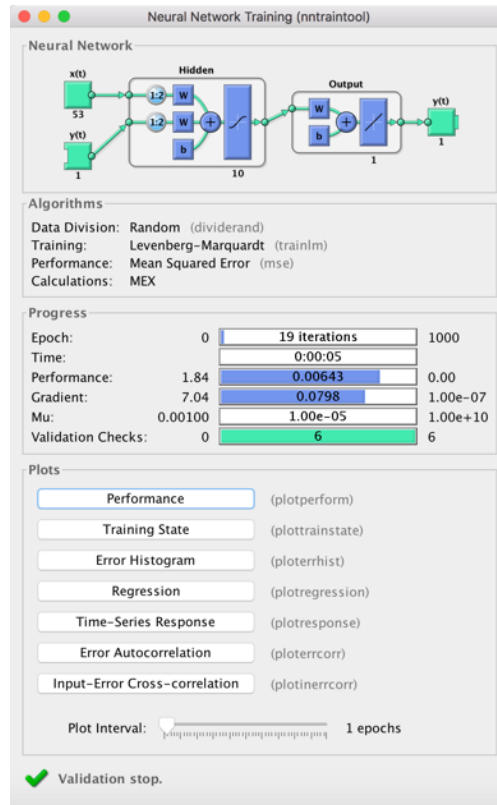 Neural Network Training (nntraintool)
Neural Network
Hidden
Output
x(t)
53
1:2
W
y(t)
1
1:2
W
b
+
10
W
b
+
1
y(t)
1
Algorithms
Data Division: Random (dividerand)
Training: Levenberg-Marquardt (trainlm)
Performance: Mean Squared Error (mse)
Calculations: MEX
Progress
Epoch: 0 19 iterations 1000
Time: 0:00:05
Performance: 1.84 0.00643 0.00
Gradient: 7.04 0.0798 1.00e-07
Mu: 0.00100 1.00e-05 1.00e+10
Validation Checks: 0 6 6
Plots
Performance (plotperform)
Training State (plottrainstate)
Error Histogram (ploterrhist)
Regression (plotregression)
Time-Series Response (plotresponse)
Error Autocorrelation (ploterrcorr)
Input-Error Cross-correlation (plotinerrcorr)
Plot Interval: 1 epochs
Validation stop.